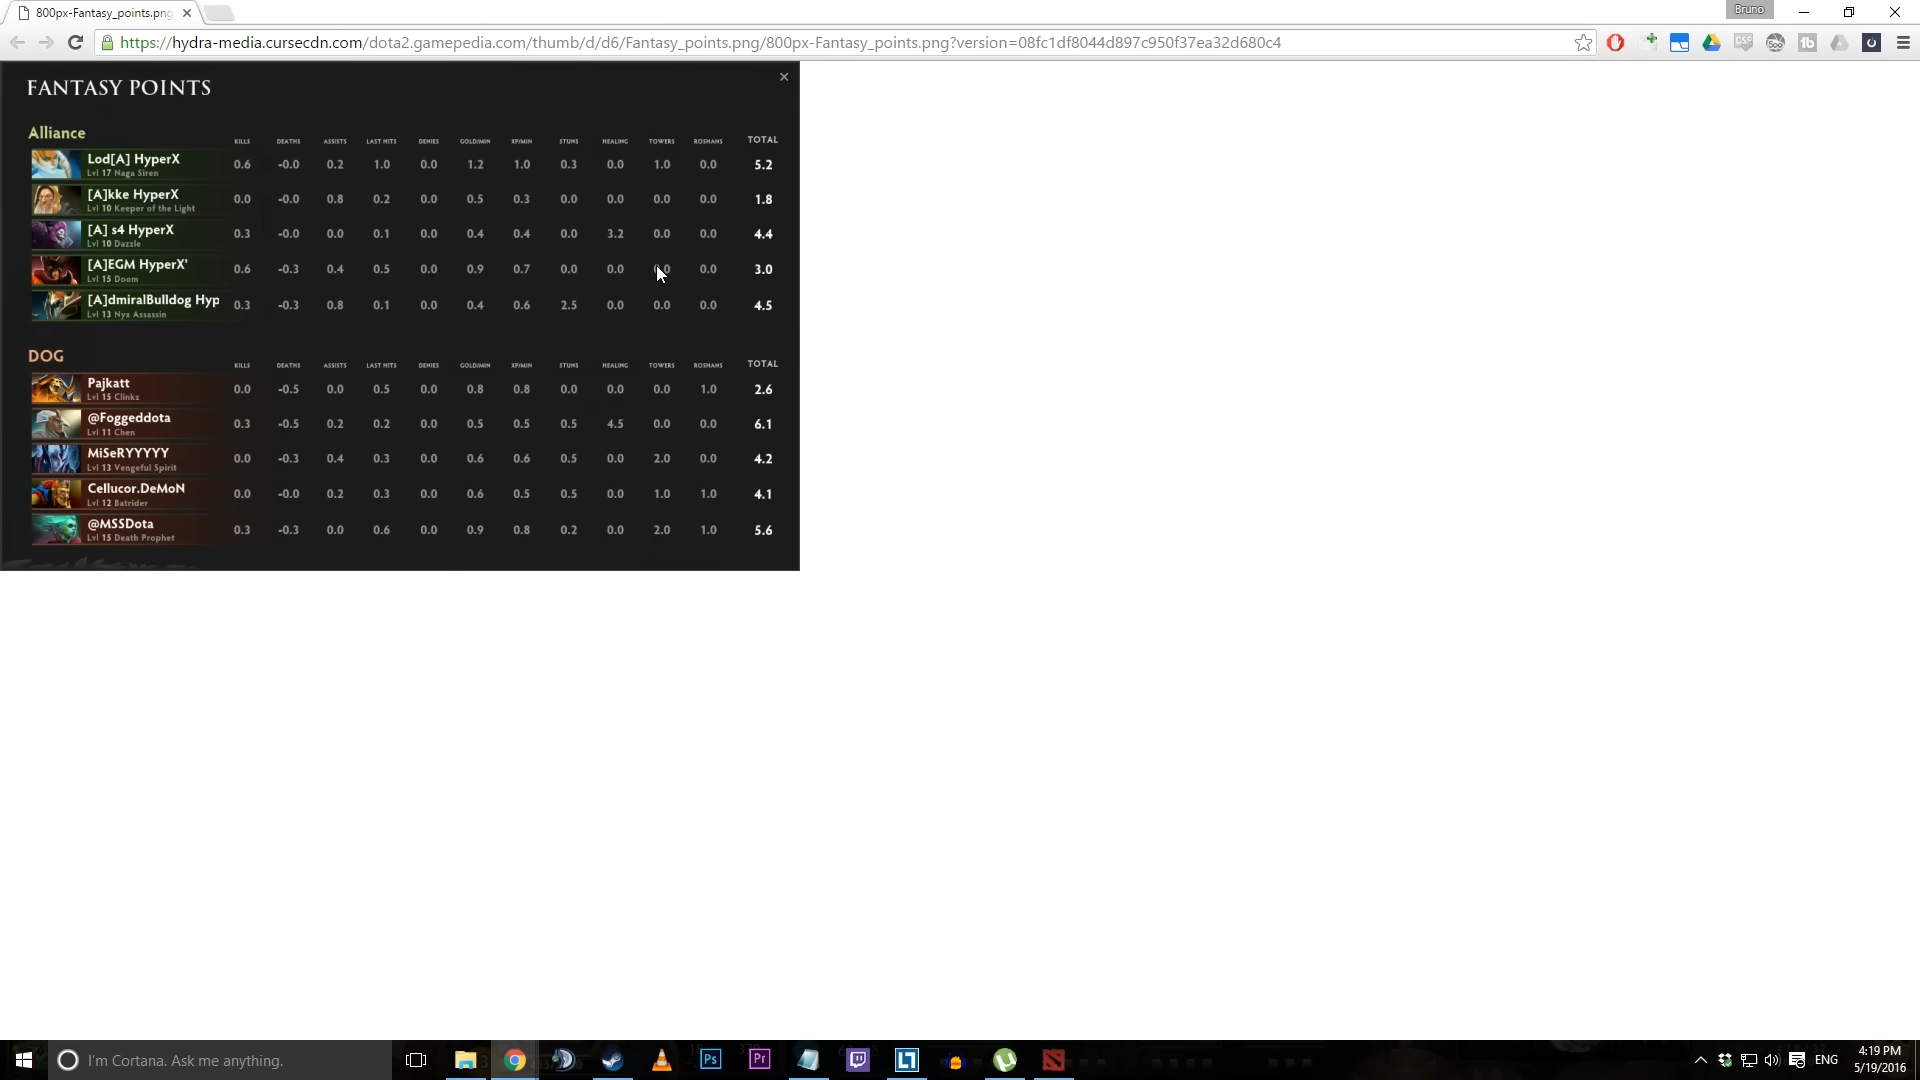 800px-Fantasy_points.png
Bruno
https://hydra-media.cursecdn.com/dota2.gamepedia.com/thumb/d/d6/Fantasy_points.png/800px-Fantasy_points.png?version=08fc1df8044d897c950f37ea32d680c4
FANTASY POINTS
Alliance KILLS DEATHS ASSISTS LAST HITS DENIES GOLD/MIN XP/MIN STUNS HEALING TOWERS ROSHANS TOTAL
Lod[A] HyperX 0.6 -0.0 0.2 1.0 0.0 1.2 1.0 0.3 0.0 1.0 0.0 5.2
Lvl 17 Naga Siren
[A]kke HyperX 0.0 -0.0 0.8 0.2 0.0 0.5 0.3 0.0 0.0 0.0 0.0 1.8
Lvl 10 Keeper of the Light
[A] s4 HyperX 0.3 -0.0 0.0 0.1 0.0 0.4 0.4 0.0 3.2 0.0 0.0 4.4
Lvl 10 Dazzle
[A]EGM HyperX' 0.6 -0.3 0.4 0.5 0.0 0.9 0.7 0.0 0.0 0.0 0.0 3.0
Lvl 15 Doom
[A]dmiralBulldog Hyp 0.3 -0.3 0.8 0.1 0.0 0.4 0.6 2.5 0.0 0.0 0.0 4.5
Lvl 13 Nyx Assassin
DOG KILLS DEATHS ASSISTS LAST HITS DENIES GOLD/MIN XP/MIN STUNS HEALING TOWERS ROSHANS TOTAL
Pajkatt 0.0 -0.5 0.0 0.5 0.0 0.8 0.8 0.0 0.0 0.0 1.0 2.6
Lvl 15 Clinkz
@Foggeddota 0.3 -0.5 0.2 0.2 0.0 0.5 0.5 0.5 4.5 0.0 0.0 6.1
Lvl 11 Chen
MiSeRYYYYY 0.0 -0.3 0.4 0.3 0.0 0.6 0.6 0.5 0.0 2.0 0.0 4.2
Lvl 13 Vengeful Spirit
Cellucor.DeMoN 0.0 -0.0 0.2 0.3 0.0 0.6 0.5 0.5 0.0 1.0 1.0 4.1
Lvl 12 Batrider
@MSSDota 0.3 -0.3 0.0 0.6 0.0 0.9 0.8 0.2 0.0 2.0 1.0 5.6
Lvl 15 Death Prophet
I'm Cortana. Ask me anything.
Ps
Pr
ENG
4:19 PM
5/19/2016